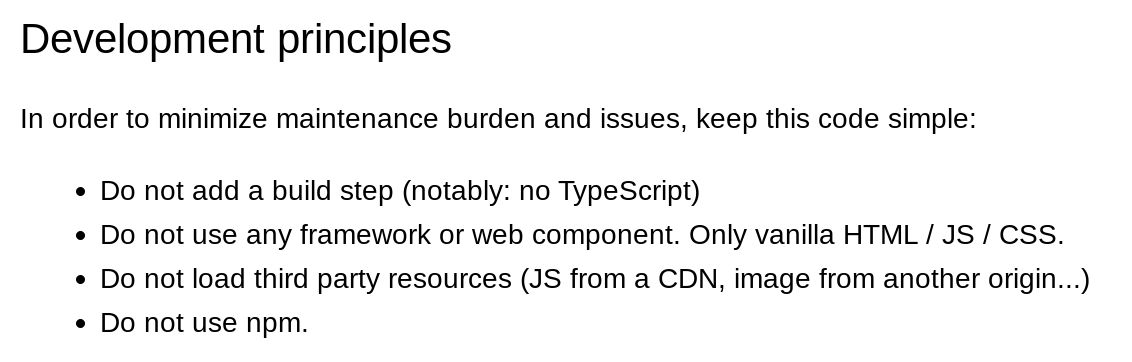 Development principles
In order to minimize maintenance burden and issues, keep this code simple:
• Do not add a build step (notably: no TypeScript)
• Do not use any framework or web component. Only vanilla HTML / JS / CSS.
• Do not load third party resources (JS from a CDN, image from another origin...)
• Do not use npm.